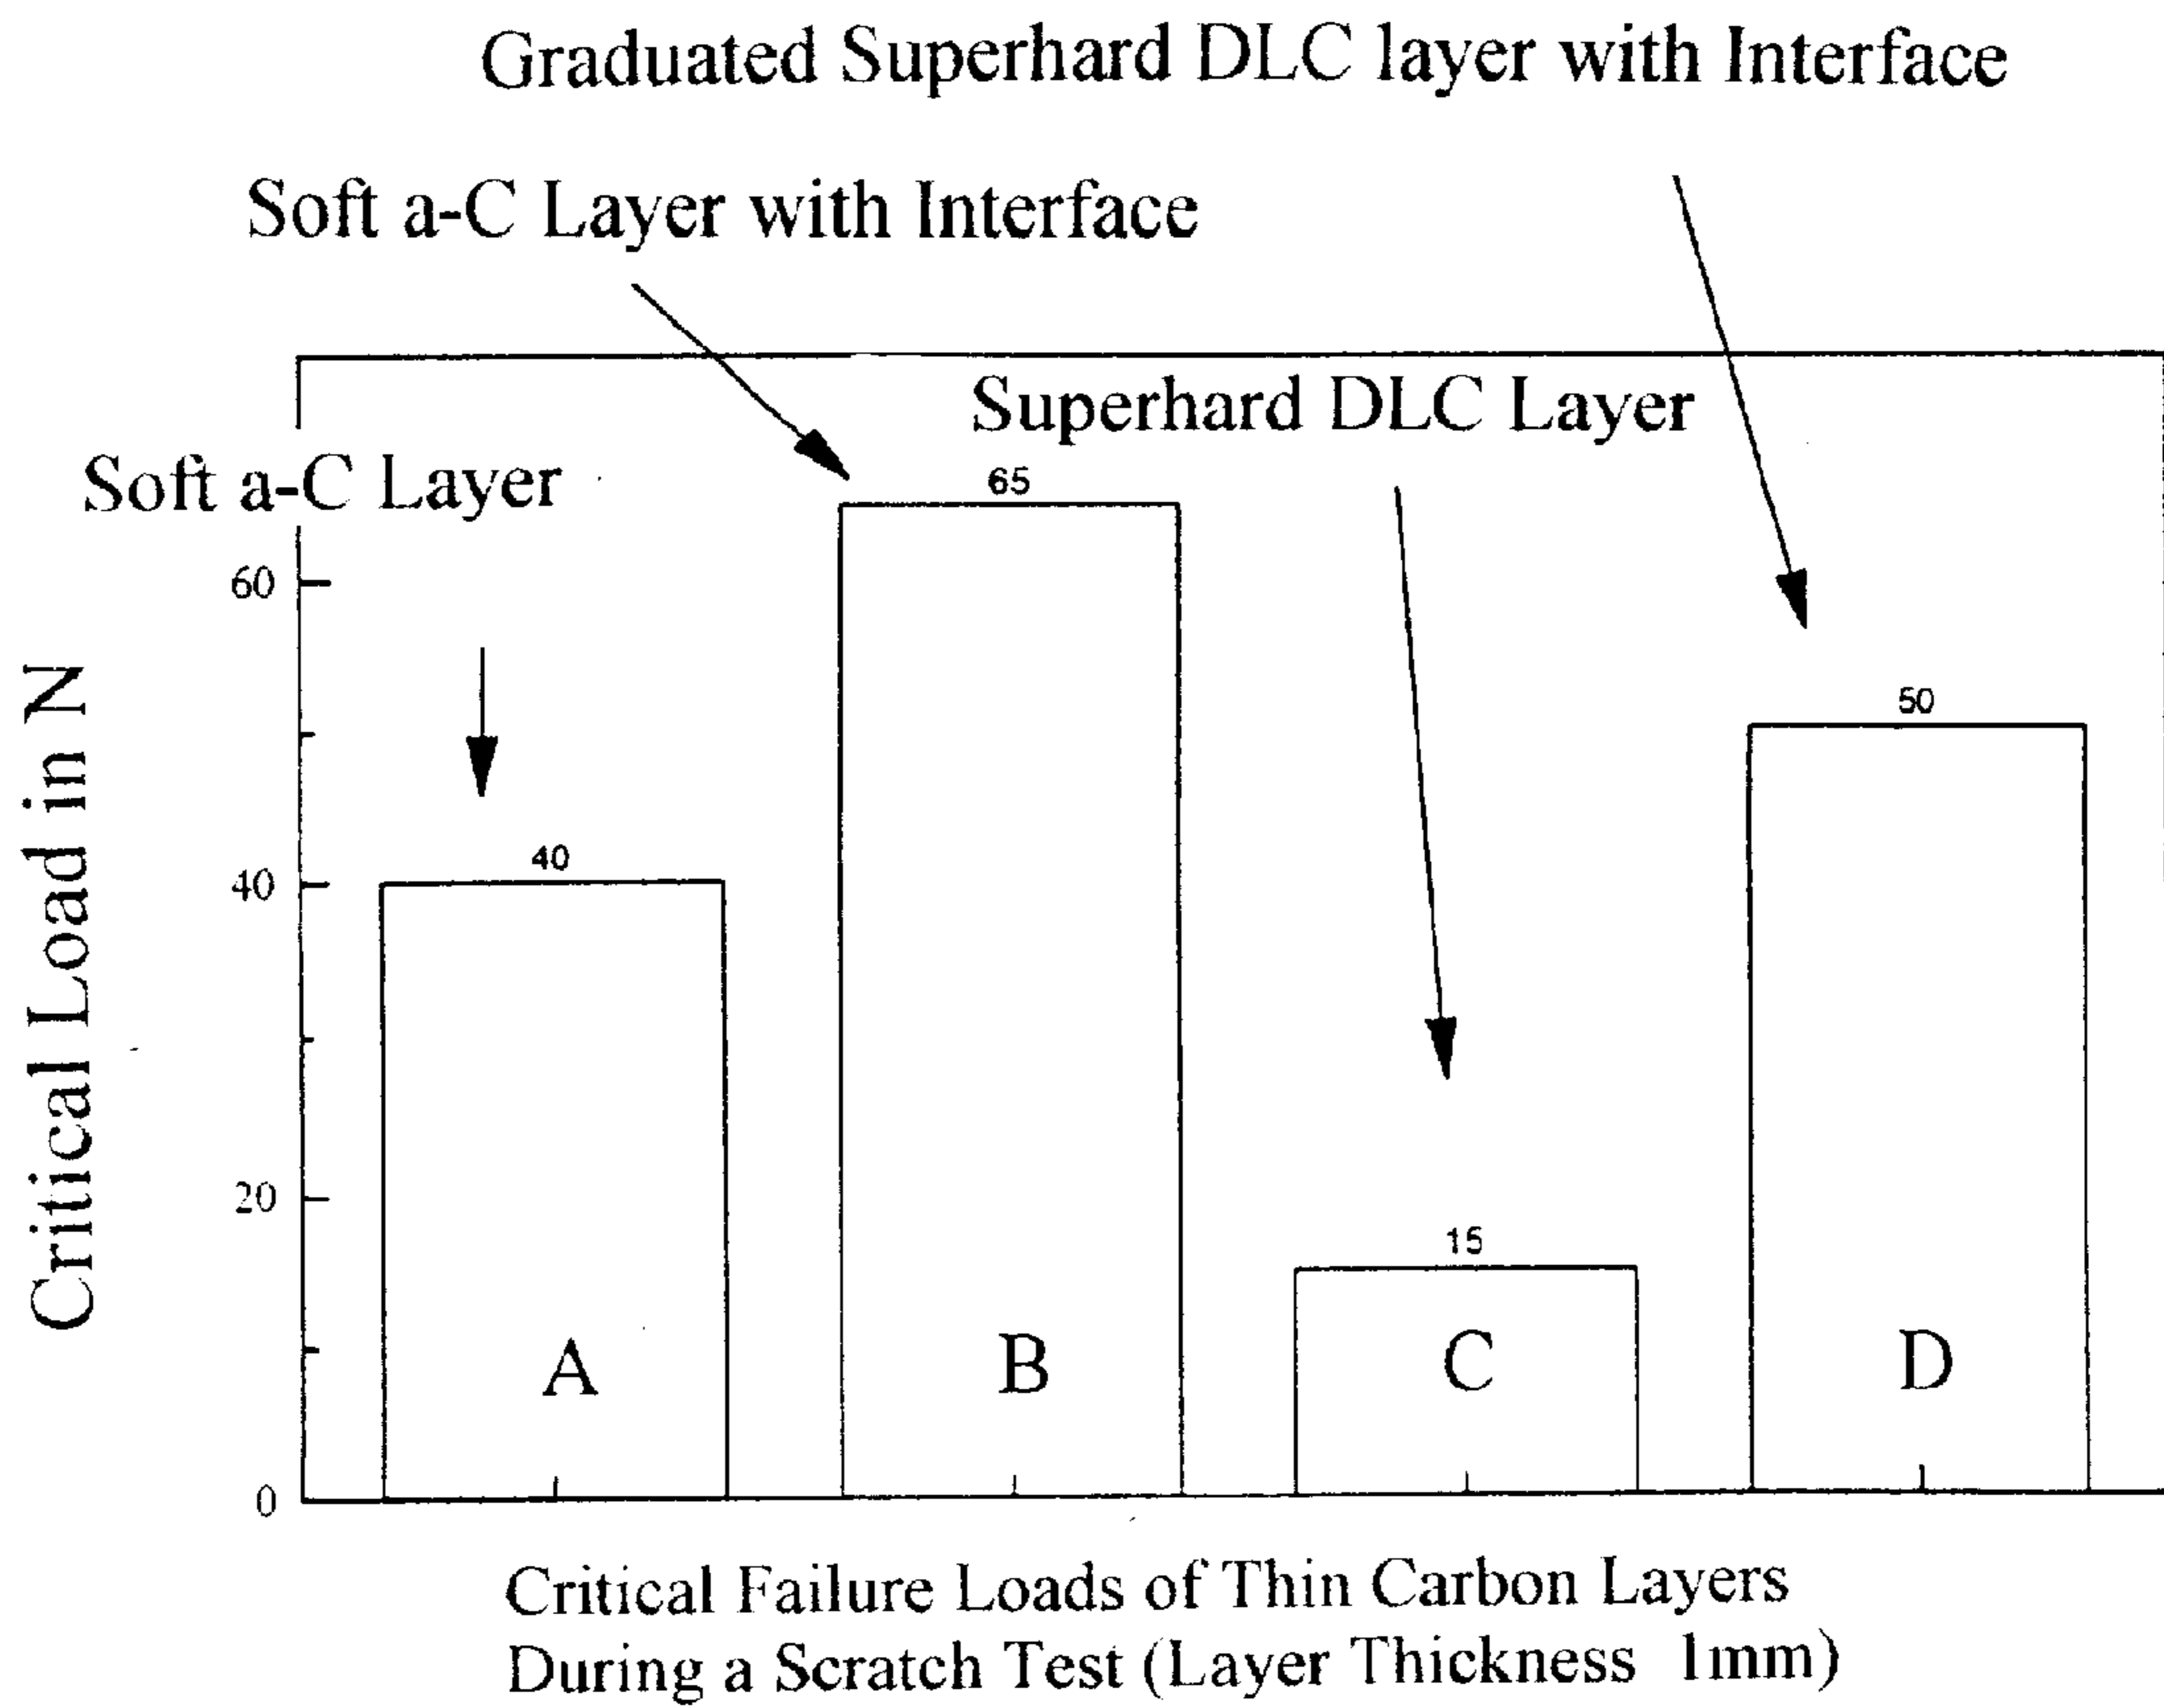 Graduated Superhard DLC layer with Interface
Soft a-C Layer with Interface
Superhard DLC Layer
Soft a-C Layer
65
60
50
40
40
20
15
0
Critical Load in N
A
B
C
D
Critical Failure Loads of Thin Carbon Layers
During a Scratch Test (Layer Thickness 1mm)